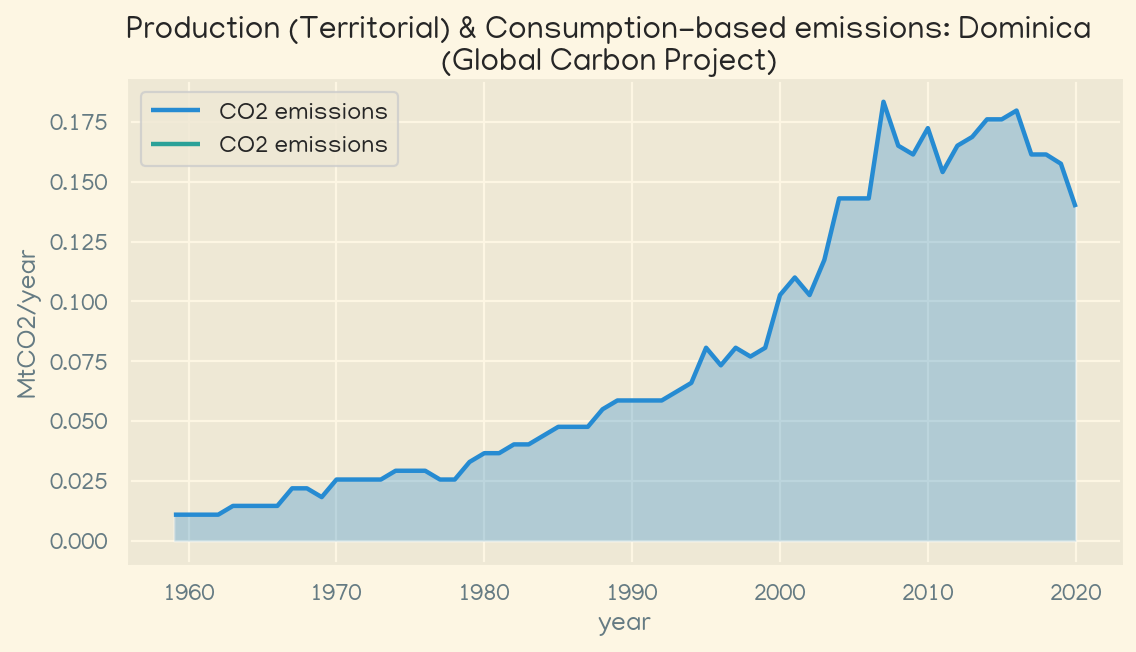 Production (Territorial) & Consumption-based emissions: Dominica
(Global Carbon Project)
CO2 emissions
CO2 emissions
0.175
0.150
0.125
0.100
0.075
0.050
0.025
0.000
MtCO2/year
1960 1970 1980 1990 2000 2010 2020
year